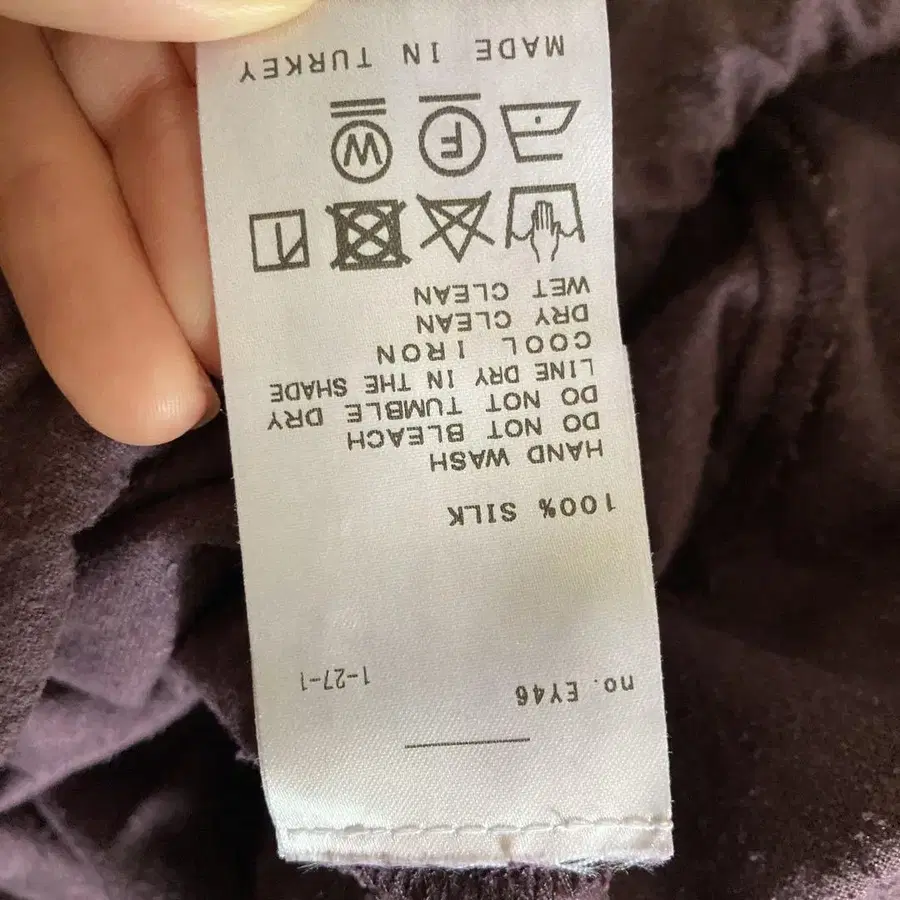 no. EY46
1-27-1
100% SILK
HAND WASH
DO NOT BLEACH
DO NOT TUMBLE DRY
LINE DRY IN THE SHADE
COOL IRON
DRY CLEAN
WET CLEAN
F W
MADE IN TURKEY